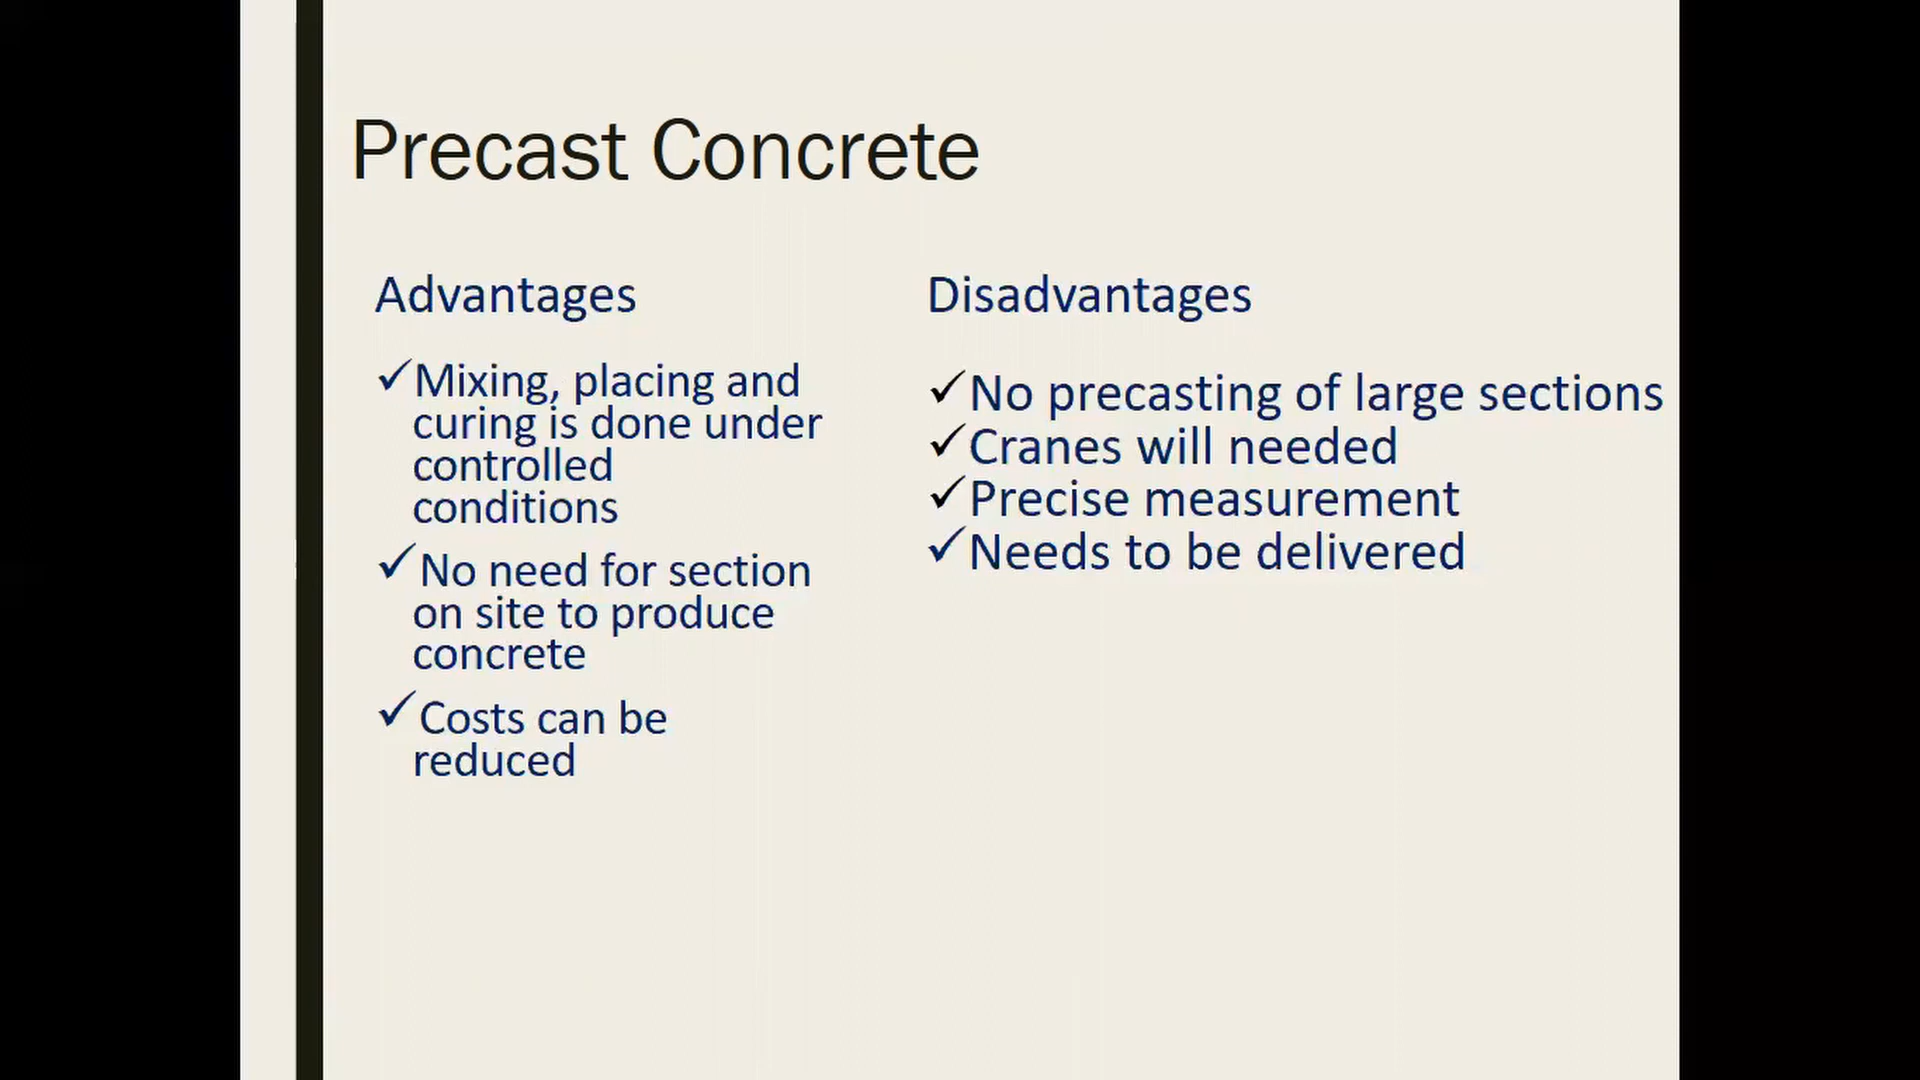 Precast Concrete
Advantages
✓Mixing, placing and
curing is done under
controlled
conditions
✓No need for section
on site to produce
concrete
✓Costs can be
reduced
Disadvantages
✓No precasting of large sections
✓Cranes will needed
✓Precise measurement
✓Needs to be delivered